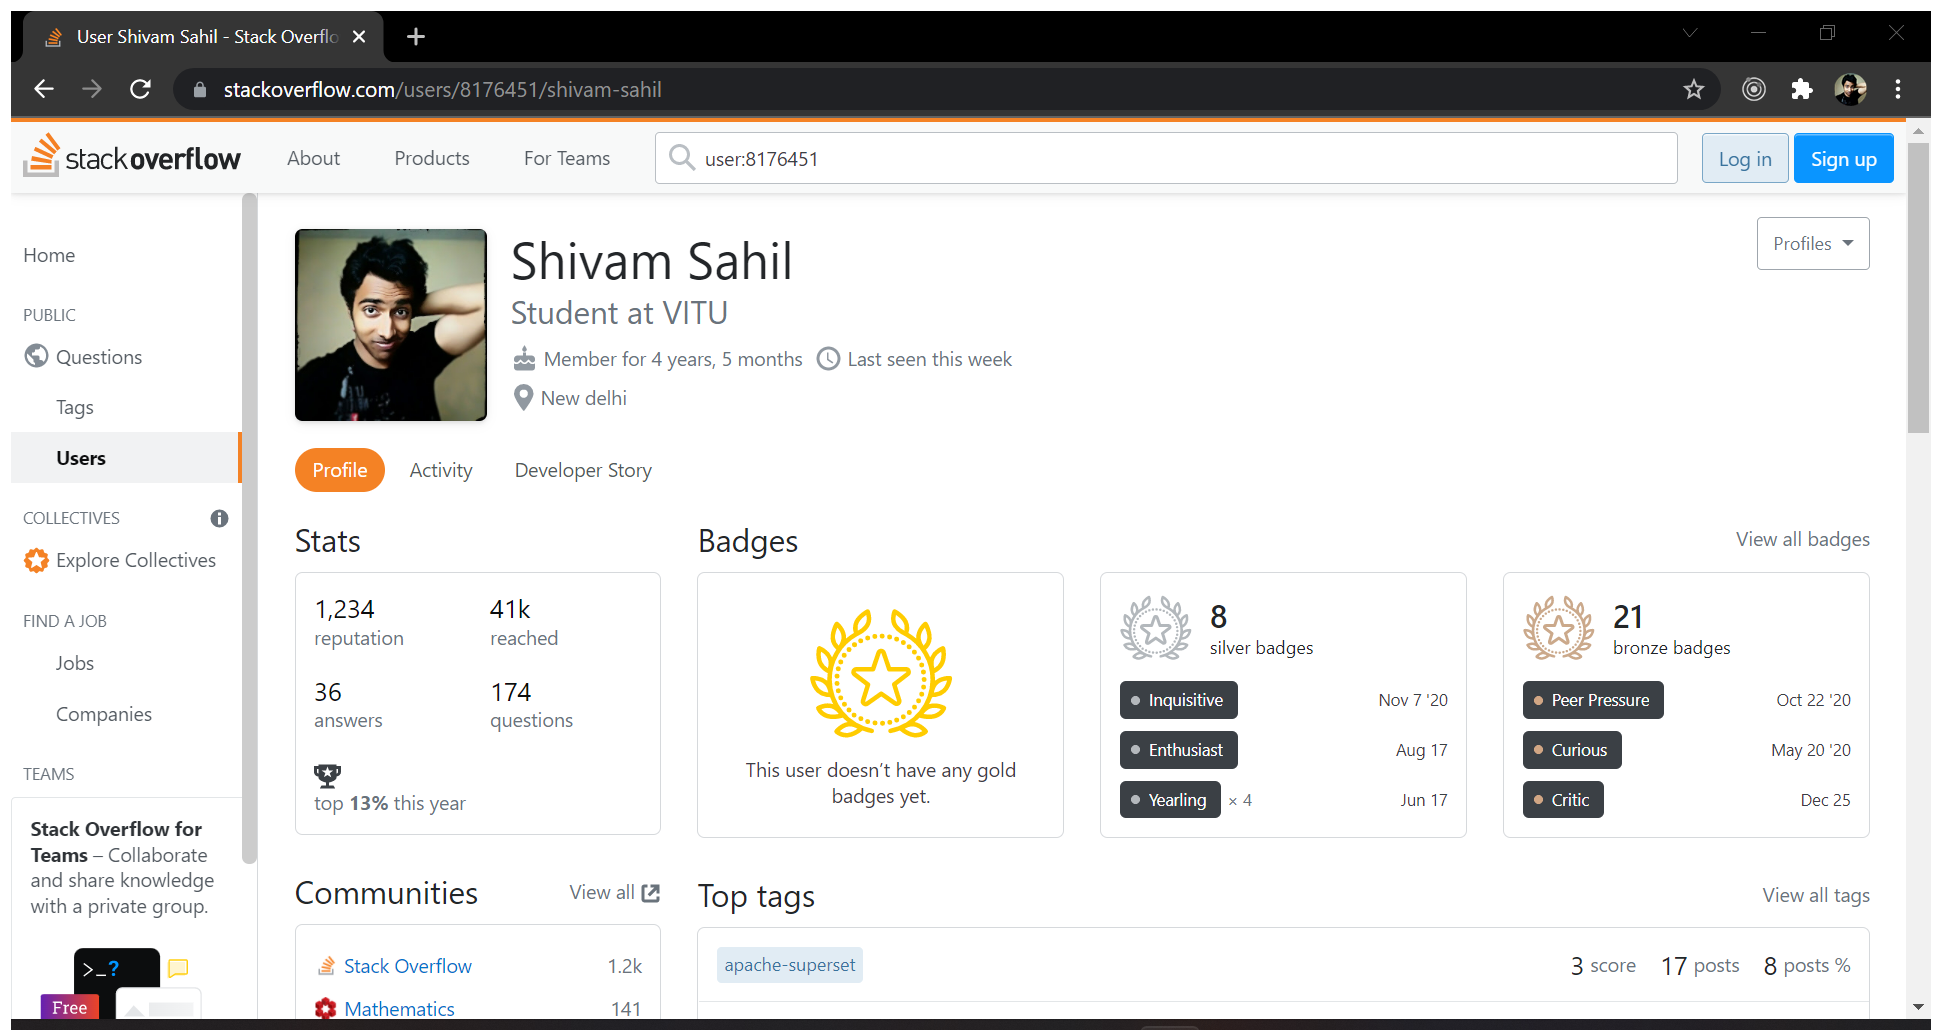 User Shivam Sahil - Stack Overflo
stackoverflow.com/users/8176451/shivam-sahil
stackoverflow
About
Products
For Teams
user:8176451
Log in
Sign up
Home
PUBLIC
Questions
Tags
Users
COLLECTIVES
Explore Collectives
FIND A JOB
Jobs
Companies
TEAMS
Stack Overflow for
Teams – Collaborate
and share knowledge
with a private group.
>_?
Free
Shivam Sahil
Student at VITU
Member for 4 years, 5 months
Last seen this week
New delhi
Profiles
Profile
Activity
Developer Story
Stats
1,234
reputation
41k
reached
36
answers
174
questions
top 13% this year
Badges
View all badges
This user doesn’t have any gold
badges yet.
8
silver badges
Inquisitive Nov 7 '20
Enthusiast Aug 17
Yearling × 4 Jun 17
21
bronze badges
Peer Pressure Oct 22 '20
Curious May 20 '20
Critic Dec 25
Communities
View all
Stack Overflow 1.2k
Mathematics 141
Top tags
View all tags
apache-superset 3 score 17 posts 8 posts %